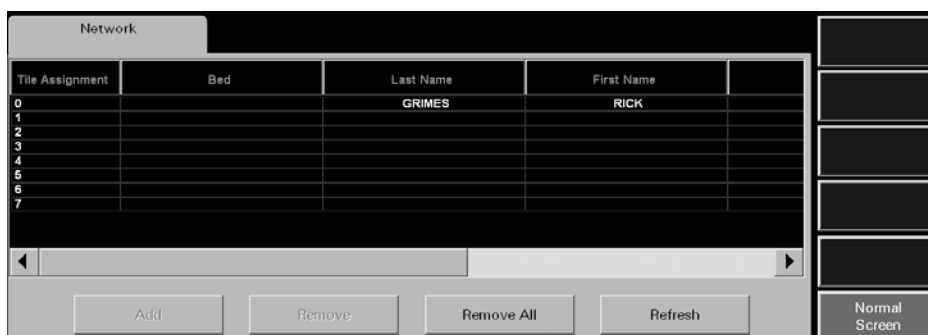 Network
Tile Assignment Bed Last Name First Name
0 GRIMES RICK
1
2
3
4
5
6
7
Add Remove Remove All Refresh
Normal
Screen